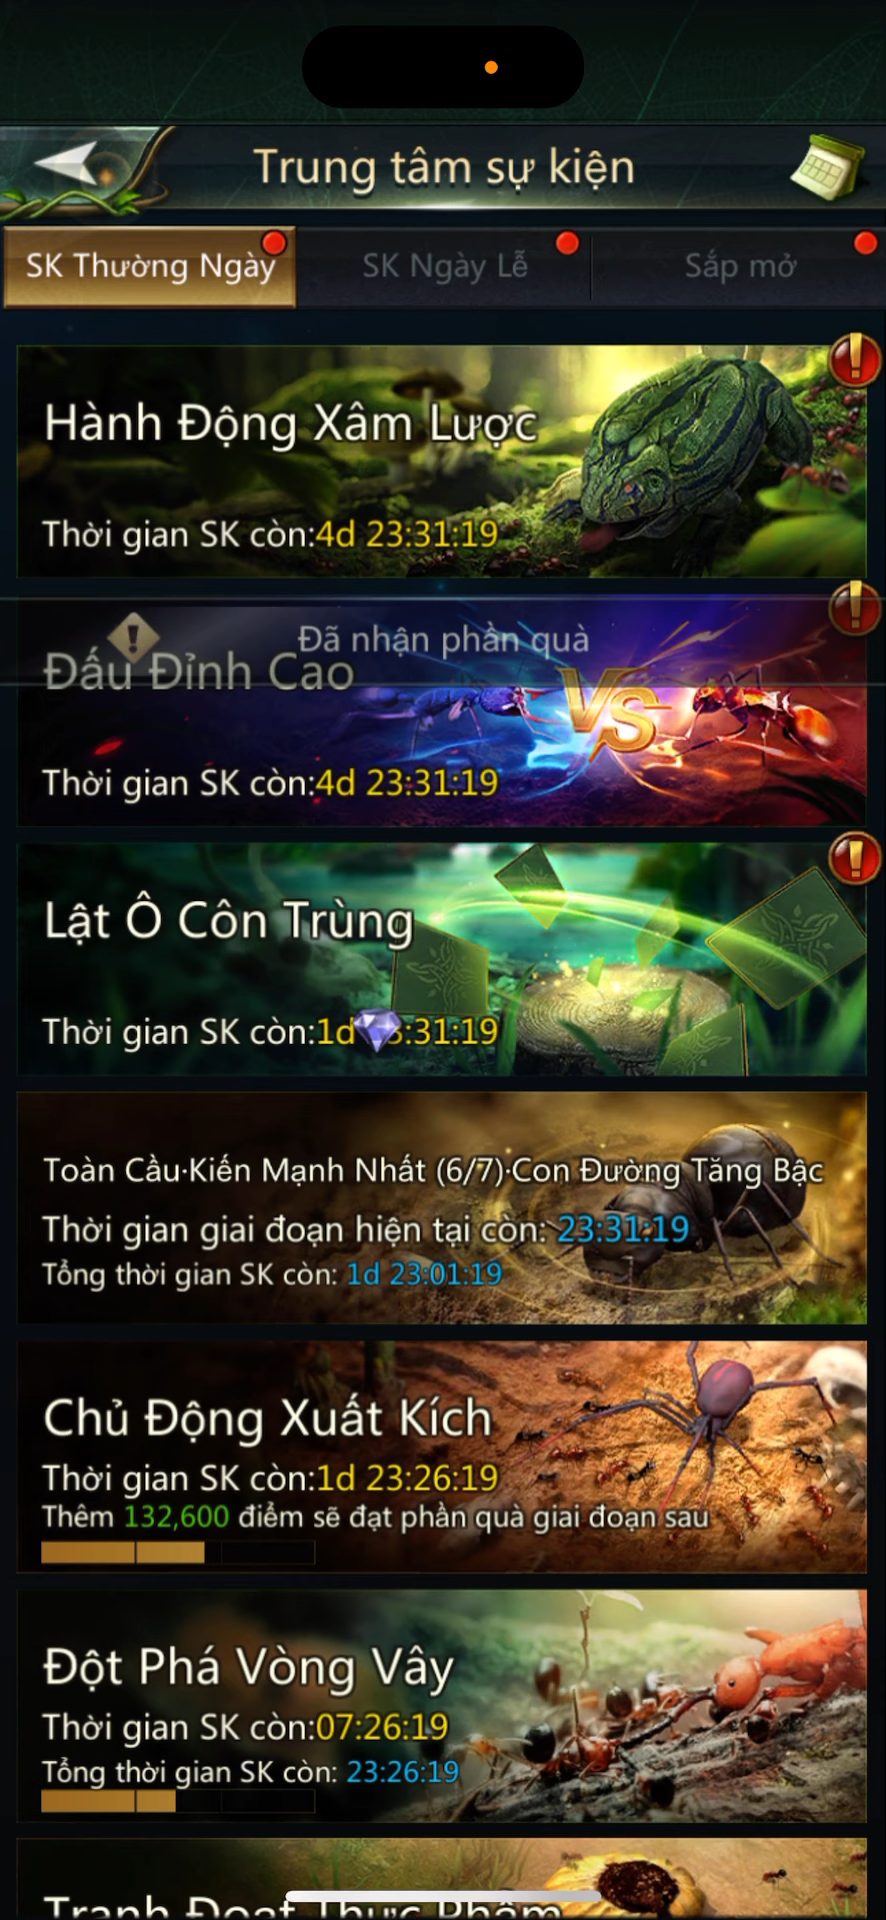 Trung tâm sự kiện
SK Thường Ngày
SK Ngày Lễ
Sắp mở
Hành Động Xâm Lược
Thời gian SK còn:4d 23:31:19
Đã nhận phần quà
Đấu Đỉnh Cao
VS
Thời gian SK còn:4d 23:31:19
Lật Ô Côn Trùng
Thời gian SK còn:1d :31:19
Toàn Cầu·Kiến Mạnh Nhất (6/7)·Con Đường Tăng Bậc
Thời gian giai đoạn hiện tại còn: 23:31:19
Tổng thời gian SK còn: 1d 23:01:19
Chủ Động Xuất Kích
Thời gian SK còn:1d 23:26:19
Thêm 132,600 điểm sẽ đạt phần quà giai đoạn sau
Đột Phá Vòng Vây
Thời gian SK còn:07:26:19
Tổng thời gian SK còn: 23:26:19
Tranh Đoạt Thực Phẩm